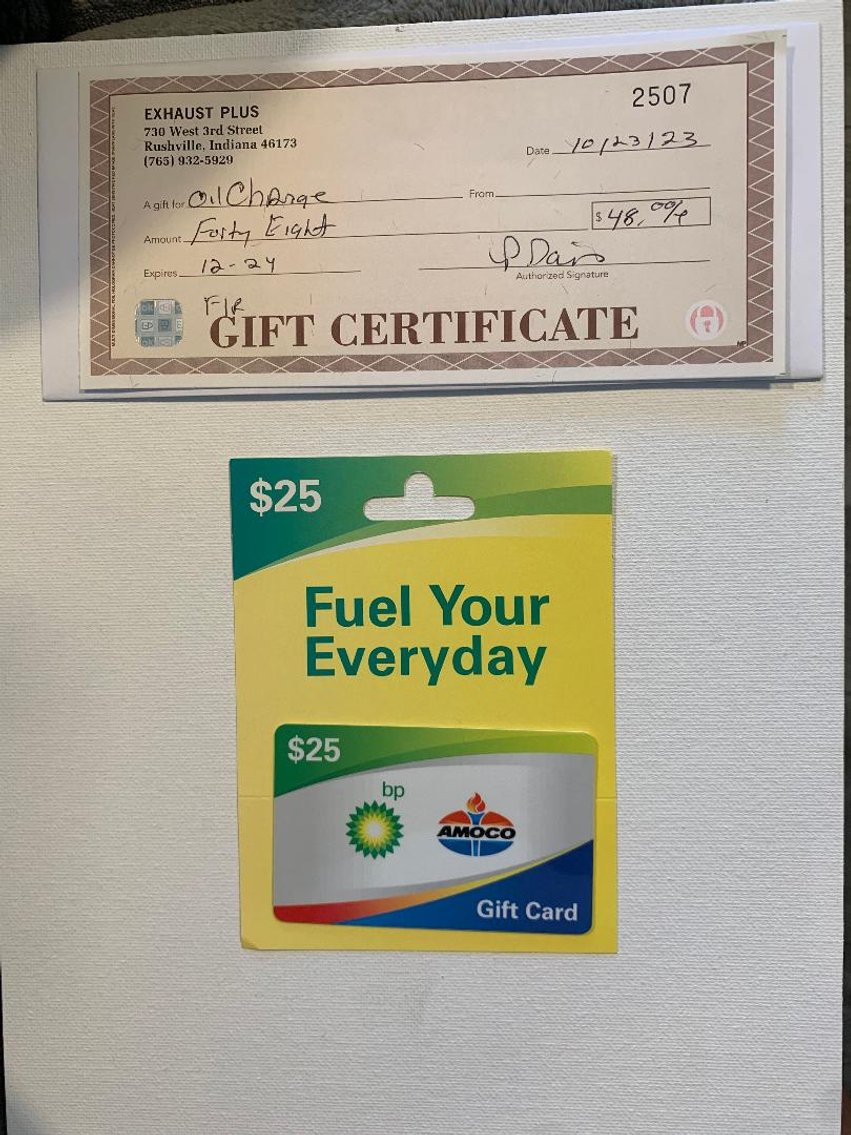 2507
EXHAUST PLUS
730 West 3rd Street
Rushville, Indiana 46173
(765) 932-5929
Date 10/23/23
A gift for Oil Change From
Amount Forty Eight $48.00/
Expires 12-24
Authorized Signature
GIFT CERTIFICATE
$25
Fuel Your
Everyday
$25
bp
AMOCO
Gift Card